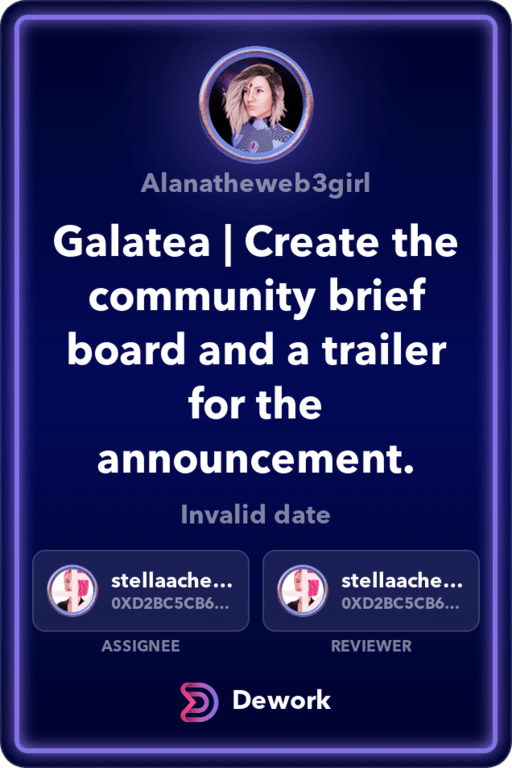 Alanatheweb3girl
Galatea | Create the
community brief
board and a trailer
for the
announcement.
Invalid date
stellaache...
0XD2BC5CB6...
ASSIGNEE
stellaache...
0XD2BC5CB6...
REVIEWER
Dework